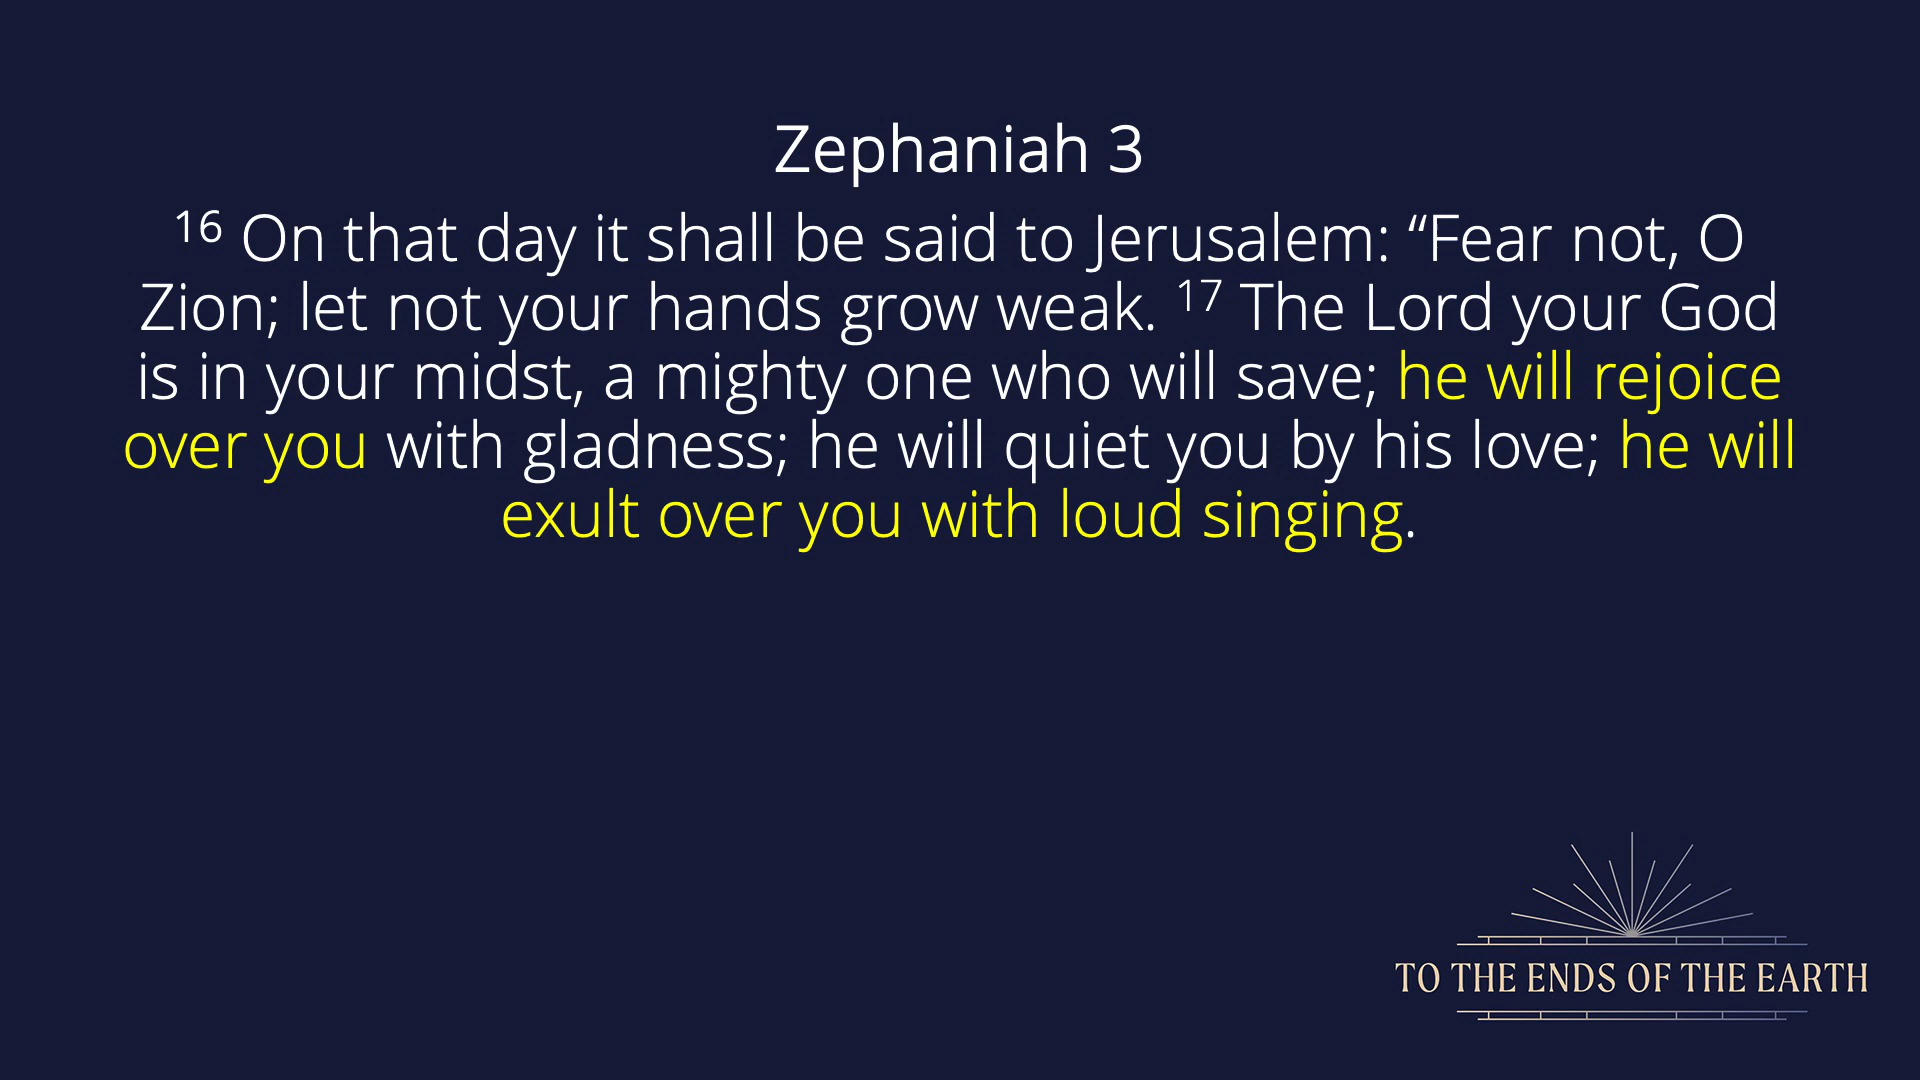 Zephaniah 3
16 On that day it shall be said to Jerusalem: “Fear not, O
Zion; let not your hands grow weak. 17 The Lord your God
is in your midst, a mighty one who will save; he will rejoice
over you with gladness; he will quiet you by his love; he will
exult over you with loud singing.
TO THE ENDS OF THE EARTH